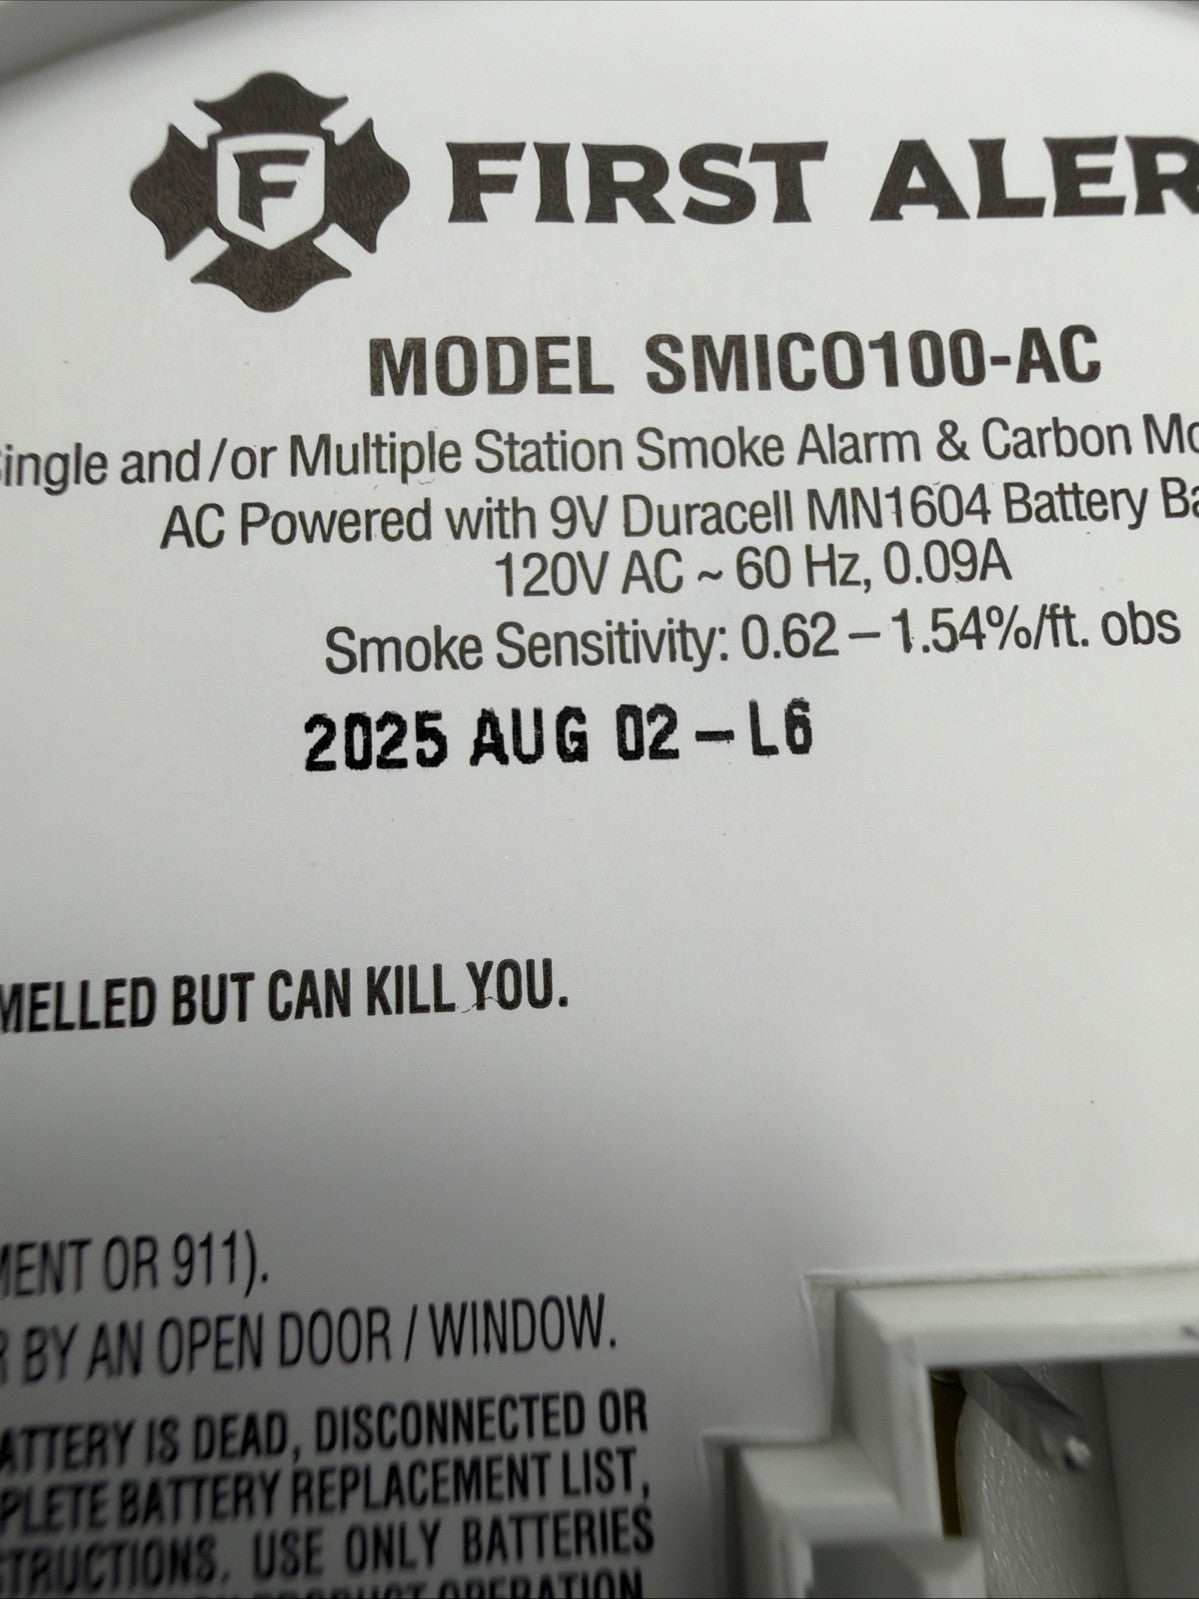 F FIRST ALER
MODEL SMICO100-AC
ingle and/or Multiple Station Smoke Alarm & Carbon Mo
AC Powered with 9V Duracell MN1604 Battery Ba
120V AC ~ 60 Hz, 0.09A
Smoke Sensitivity: 0.62 – 1.54%/ft. obs
2025 AUG 02 – L6
MELLED BUT CAN KILL YOU.
MENT OR 911).
R BY AN OPEN DOOR / WINDOW.
ATTERY IS DEAD, DISCONNECTED OR
PLETE BATTERY REPLACEMENT LIST,
STRUCTIONS. USE ONLY BATTERIES
PRODUCT OPERATION.